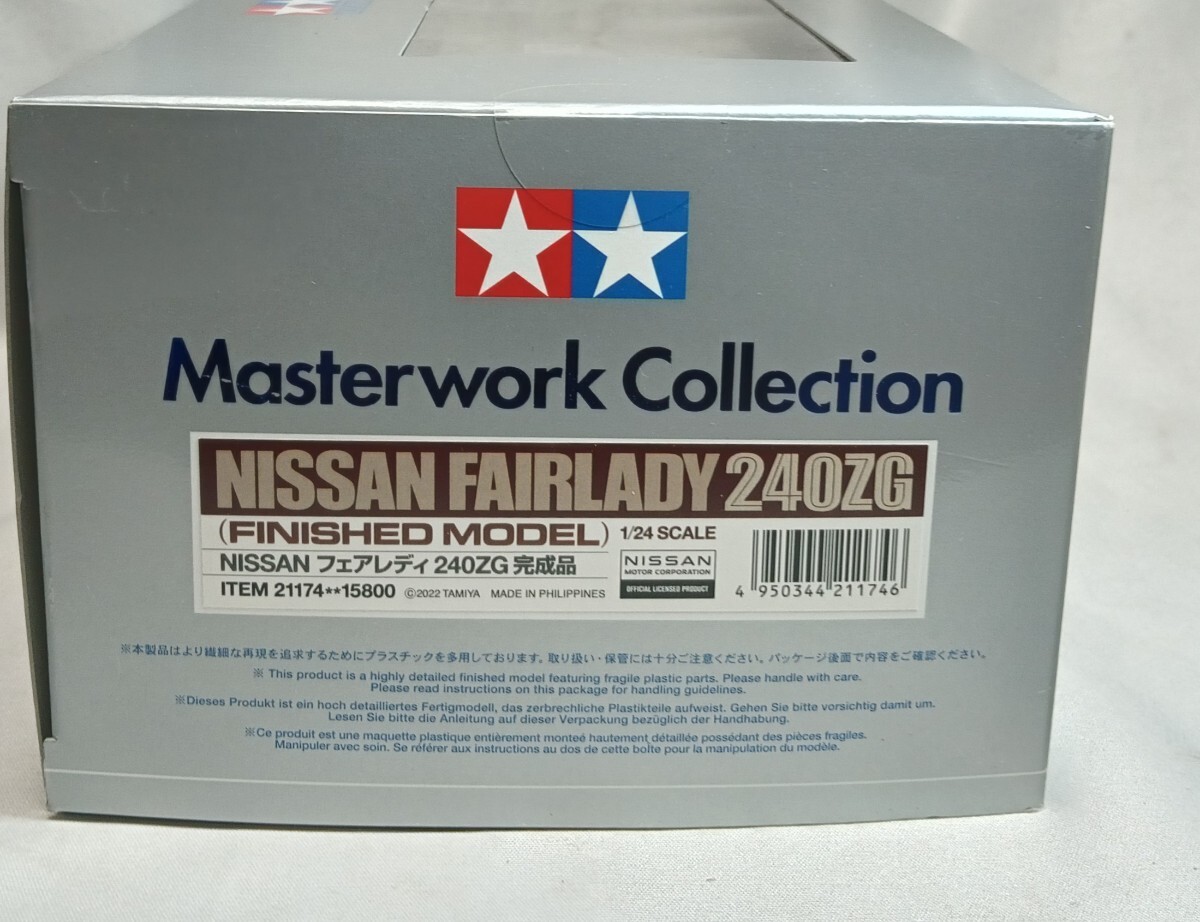 Masterwork Collection
NISSAN FAIRLADY 240ZG
(FINISHED MODEL) 1/24 SCALE
NISSAN フェアレディ 240ZG 完成品
ITEM 21174**15800 ©2022 TAMIYA MADE IN PHILIPPINES
NISSAN
MOTOR CORPORATION
OFFICIAL LICENSED PRODUCT
4 950344 211746
※本製品はより繊細な再現を追求するためにプラスチックを多用しております。取り扱い・保管には十分ご注意ください。パッケージ後面で内容をご確認ください。
※ This product is a highly detailed finished model featuring fragile plastic parts. Please handle with care.
Please read instructions on this package for handling guidelines.
※Dieses Produkt ist ein hoch detailliertes Fertigmodell, das zerbrechliche Plastikteile aufweist. Gehen Sie bitte vorsichtig damit um.
Lesen Sie bitte die Anleitung auf dieser Verpackung bezüglich der Handhabung.
※Ce produit est une maquette plastique entièrement monteé hautement détaillée possédant des pièces fragiles.
Manipuler avec soin. Se référer aux instructions au dos de cette boîte pour la manipulation du modèle.